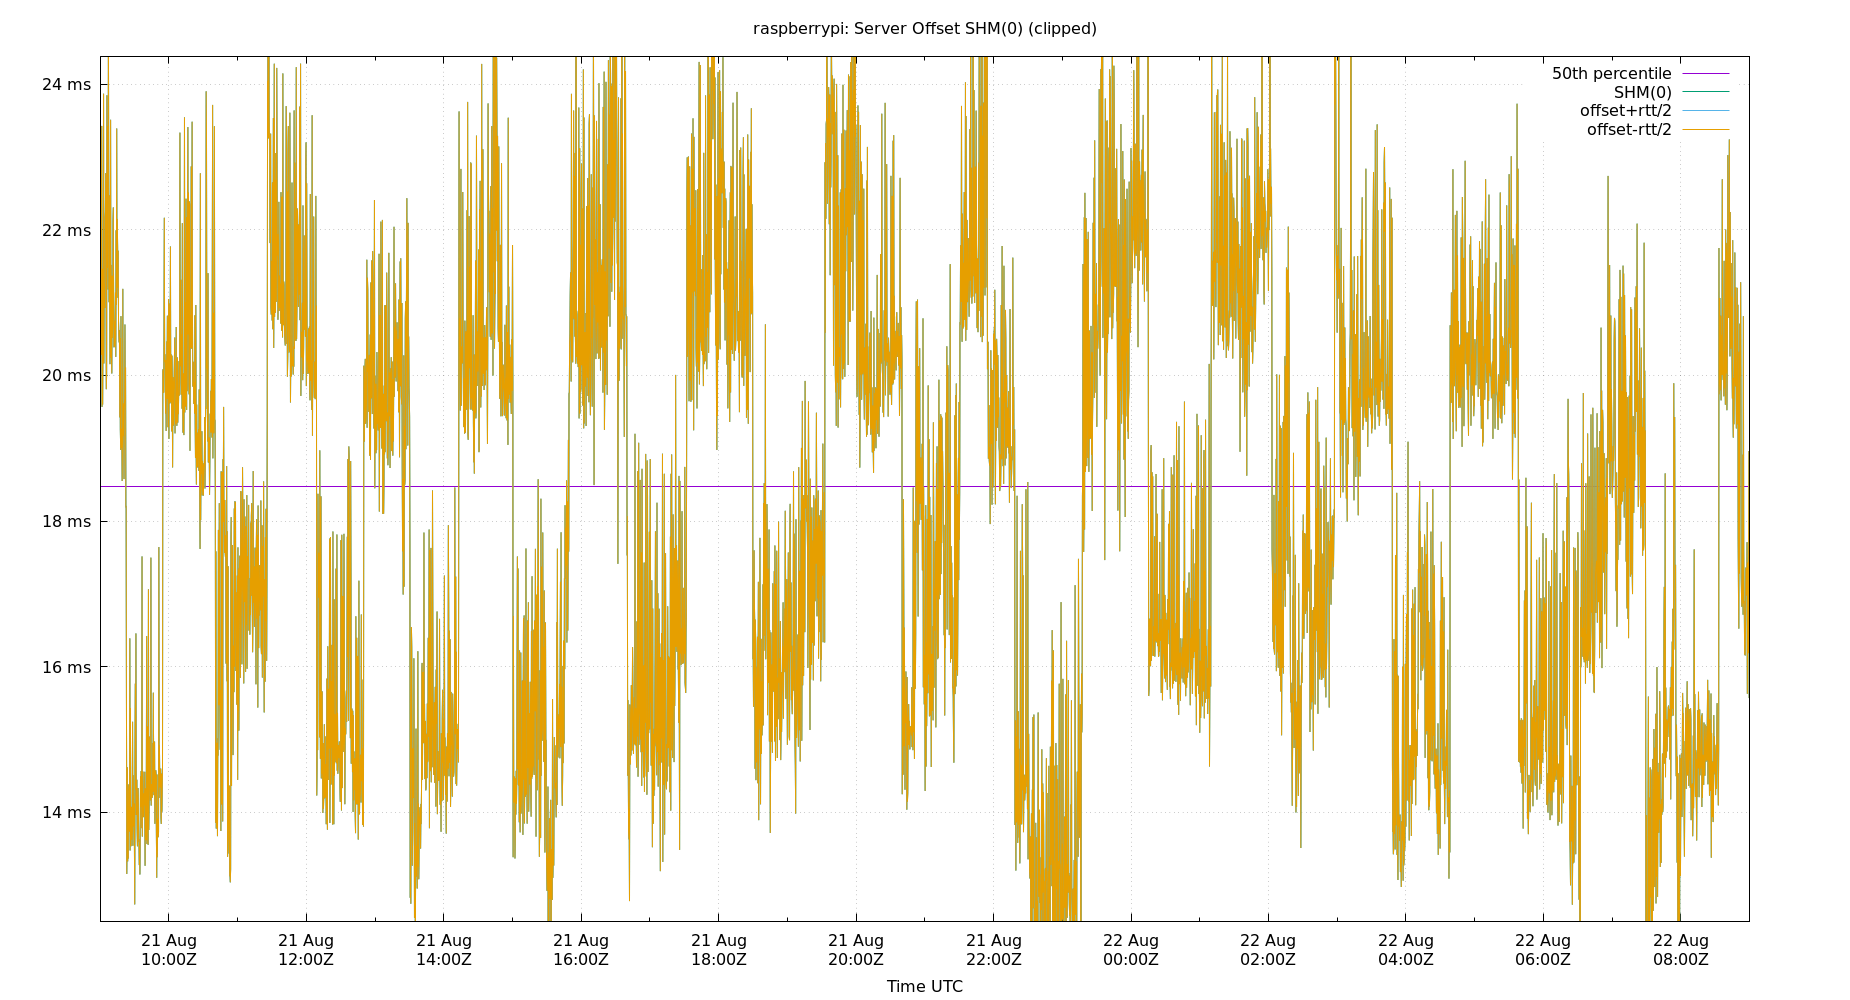 raspberrypi: Server Offset SHM(0) (clipped)
50th percentile
SHM(0)
offset+rtt/2
offset-rtt/2
24 ms
22 ms
20 ms
18 ms
16 ms
14 ms
21 Aug 21 Aug 21 Aug 21 Aug 21 Aug 21 Aug 21 Aug 22 Aug 22 Aug 22 Aug 22 Aug 22 Aug
10:00Z 12:00Z 14:00Z 16:00Z 18:00Z 20:00Z 22:00Z 00:00Z 02:00Z 04:00Z 06:00Z 08:00Z
Time UTC